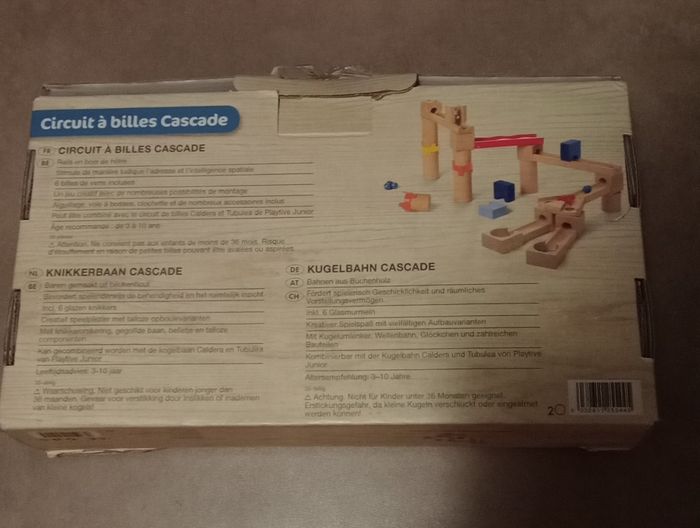 Circuit à billes Cascade
FR CIRCUIT À BILLES CASCADE
BE Rails en bois de hêtre
Stimule de manière ludique l'adresse et l'intelligence spatiale
6 billes de verre incluses
Un jeu créatif avec de nombreuses possibilités de montage
Aiguillage, voie à bosses, clochette et de nombreux accessoires inclus
Peut être combiné avec le circuit de billes Caldera et Tubulea de Playtive Junior
Âge recommandé : de 3 à 10 ans
⚠ Attention. Ne convient pas aux enfants de moins de 36 mois. Risque
d'étouffement en raison de petites billes pouvant être avalées ou aspirées.
NL KNIKKERBAAN CASCADE
BE Banen gemaakt uit beukenhout
Bevordert spelenderwijs de behendigheid en het ruimtelijk inzicht
Incl. 6 glazen knikkers
Creatief spelplezier met talloze opbouwvarianten
Met knikkerwisseling, gegolfde baan, belletje en talloze
componenten
Kan gecombineerd worden met de kogelbaan Caldera en Tubulea
van Playtive Junior
Leeftijdsadvies: 3-10 jaar
⚠ Waarschuwing. Niet geschikt voor kinderen jonger dan
36 maanden. Gevaar voor verstikking door inslikken of inademen
van kleine kogels!
DE KUGELBAHN CASCADE
AT Bahnen aus Buchenholz
CH Fördert spielerisch Geschicklichkeit und räumliches
Vorstellungsvermögen
Inkl. 6 Glasmurmeln
Kreativer Spielspaß mit vielfältigen Aufbauvarianten
Mit Kugelumlenker, Wellenbahn, Glöckchen und zahlreichen
Bauteilen
Kombinierbar mit der Kugelbahn Caldera und Tubulea von Playtive
Junior
Altersempfehlung: 3–10 Jahre
⚠ Achtung. Nicht für Kinder unter 36 Monaten geeignet.
Erstickungsgefahr, da kleine Kugeln verschluckt oder eingeatmet
werden können!
2